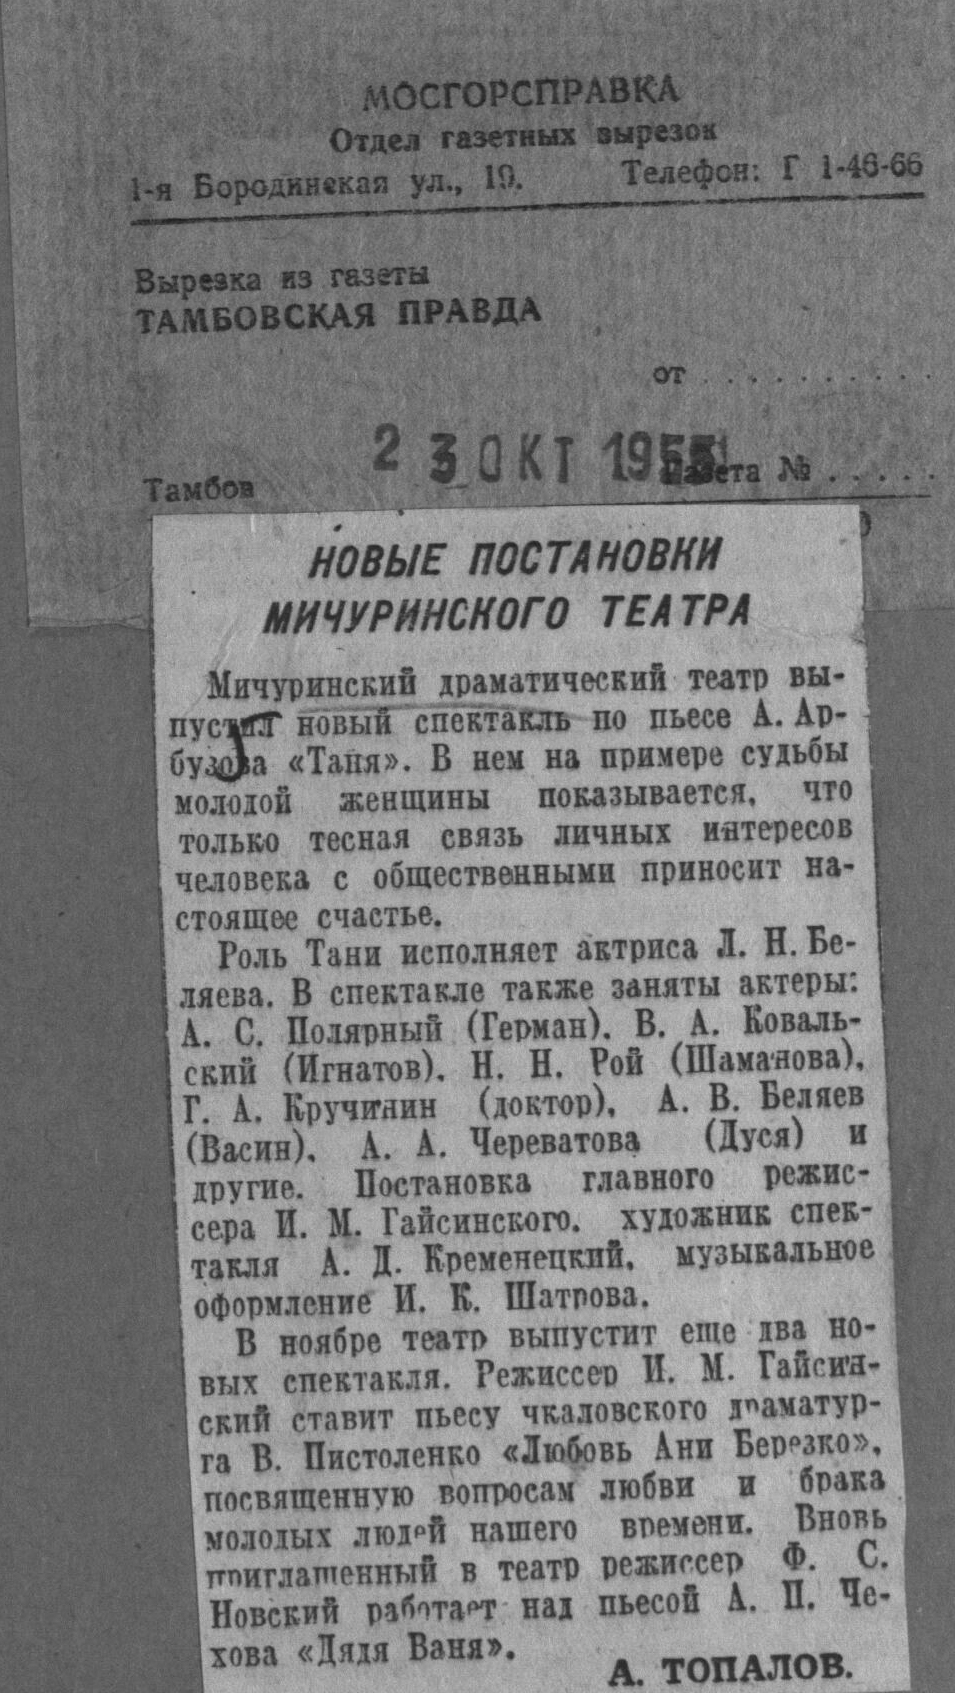 МОСГОРСПРАВКА
Отдел газетных вырезок
1-я Бородинская ул., 19. Телефон: Г 1-46-66
Вырезка из газеты
ТАМБОВСКАЯ ПРАВДА
от . . . . . . . . . .
23 ОКТ 1955
Тамбов Газета № . . . . .
НОВЫЕ ПОСТАНОВКИ
МИЧУРИНСКОГО ТЕАТРА
Мичуринский драматический театр вы-
пустил новый спектакль по пьесе А. Ар-
бузова «Таня». В нем на примере судьбы
молодой женщины показывается, что
только тесная связь личных интересов
человека с общественными приносит на-
стоящее счастье.
Роль Тани исполняет актриса Л. Н. Бе-
ляева. В спектакле также заняты актеры:
А. С. Полярный (Герман), В. А. Коваль-
ский (Игнатов), Н. Н. Рой (Шаманова),
Г. А. Кручинин (доктор), А. В. Беляев
(Васин), А. А. Череватова (Дуся) и
другие. Постановка главного режис-
сера И. М. Гайсинского, художник спек-
такля А. Д. Кременецкий, музыкальное
оформление И. К. Шатрова.
В ноябре театр выпустит еще два но-
вых спектакля. Режиссер И. М. Гайсин-
ский ставит пьесу чкаловского драматур-
га В. Пистоленко «Любовь Ани Березко»,
посвященную вопросам любви и брака
молодых людей нашего времени. Вновь
приглашенный в театр режиссер Ф. С.
Новский работает над пьесой А. П. Че-
хова «Дядя Ваня».
А. ТОПАЛОВ.